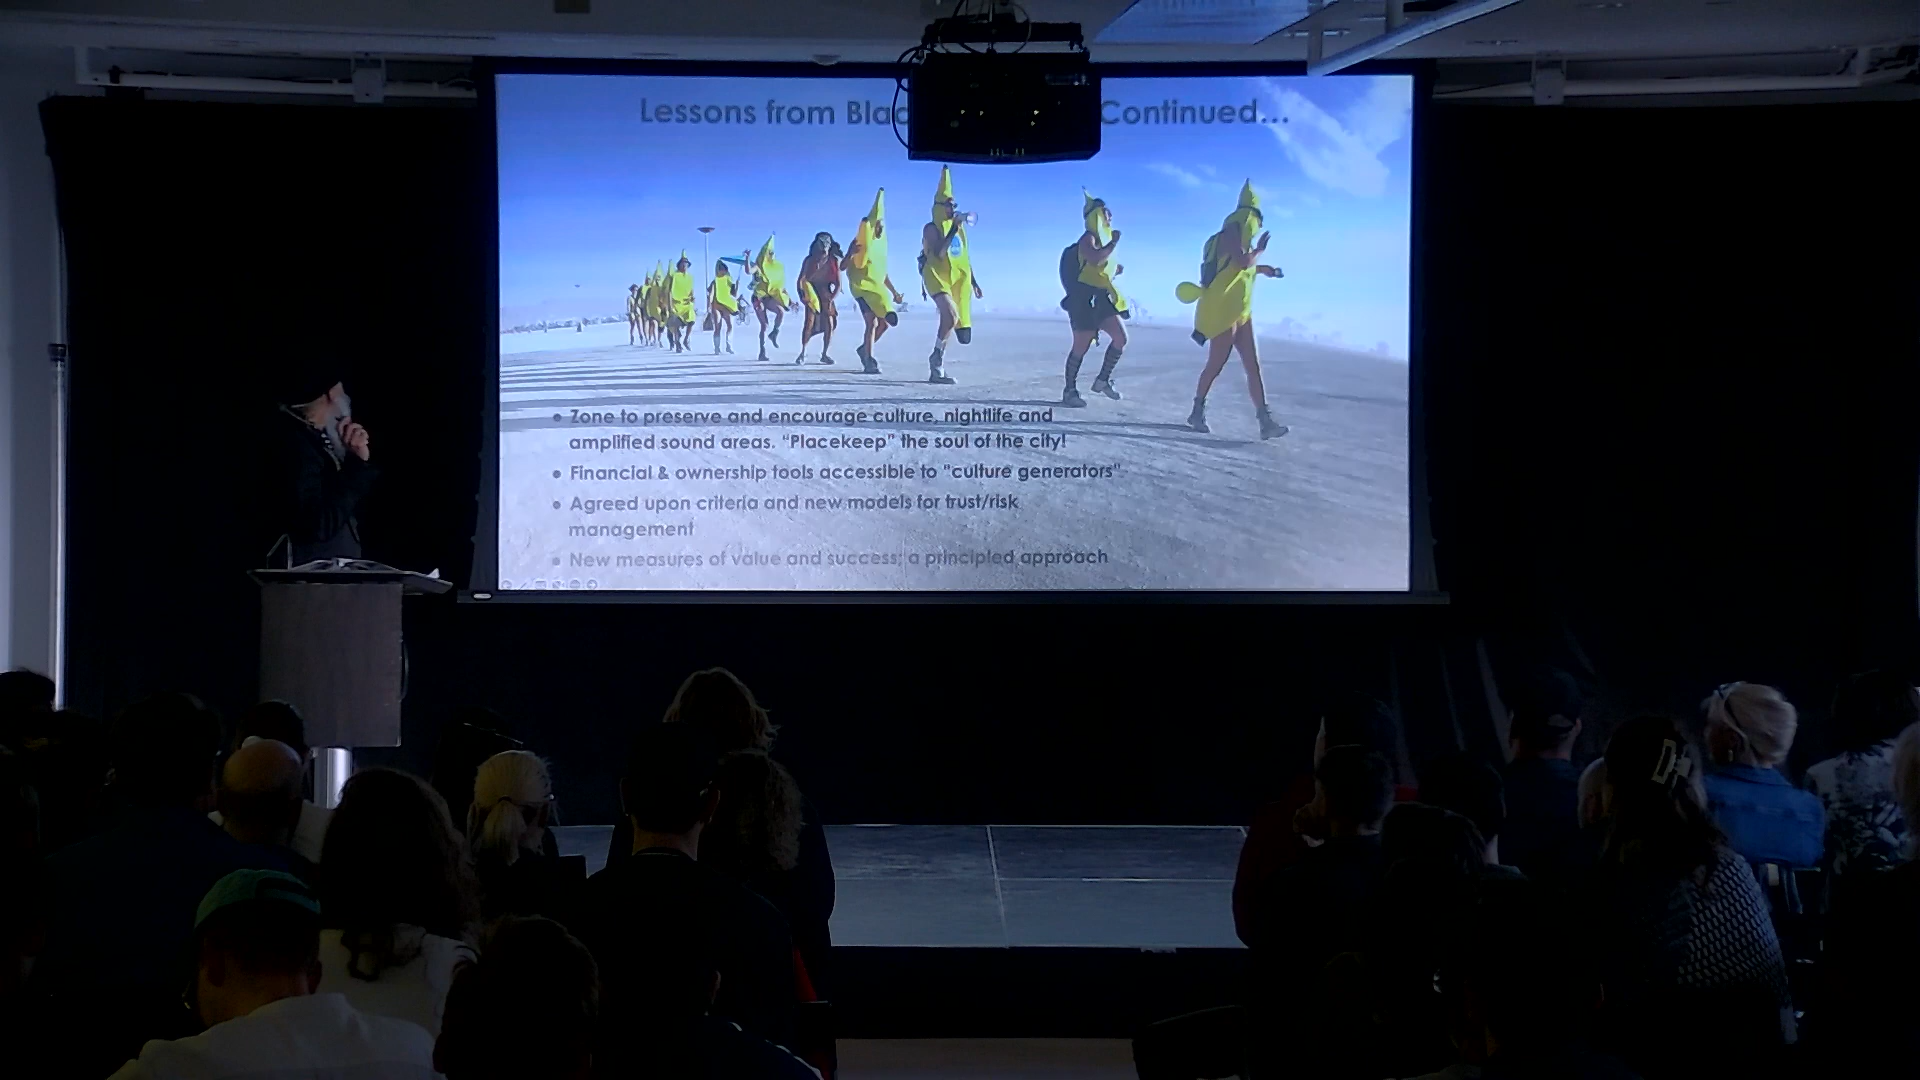 Lessons from Blac Continued...
• Zone to preserve and encourage culture, nightlife and
amplified sound areas. "Placekeep" the soul of the city!
• Financial & ownership tools accessible to "culture generators"
• Agreed upon criteria and new models for trust/risk
management
• New measures of value and success; a principled approach